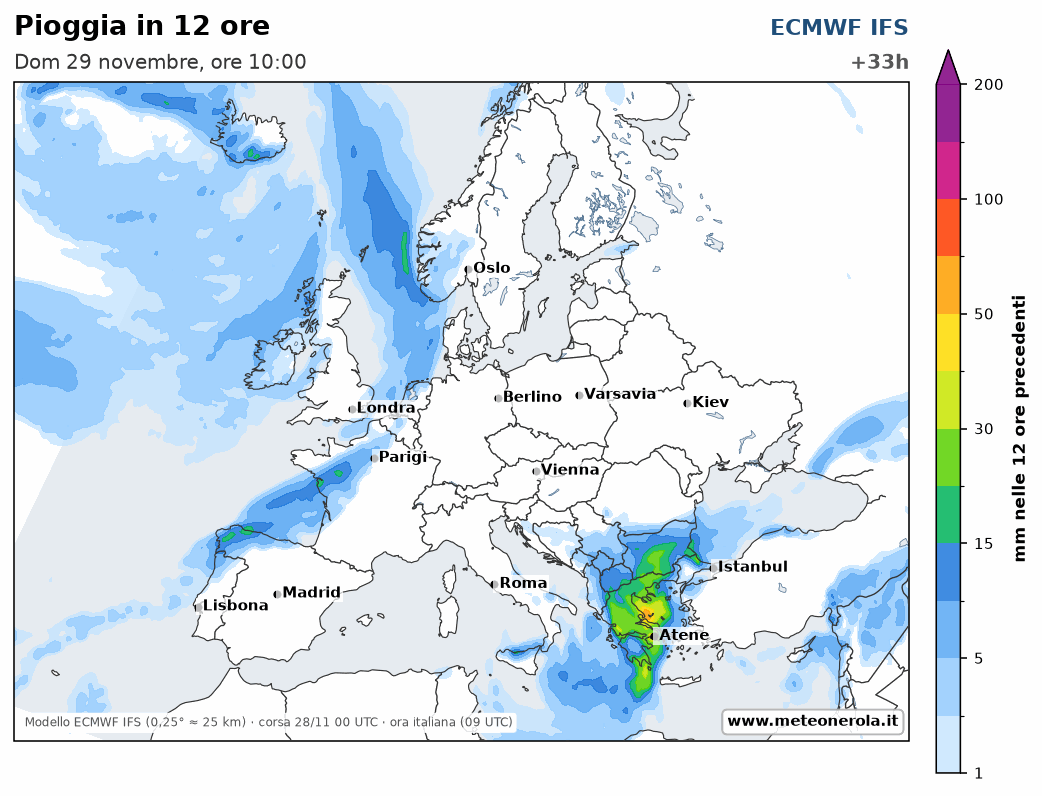 Pioggia in 12 ore
ECMWF IFS
Dom 29 novembre, ore 10:00
+33h
200
100
50
30
15
5
1
mm nelle 12 ore precedenti
Oslo
Berlino
Varsavia
Kiev
Londra
Parigi
Vienna
Istanbul
Roma
Madrid
Lisbona
Atene
Modello ECMWF IFS (0,25° ≈ 25 km) · corsa 28/11 00 UTC · ora italiana (09 UTC)
www.meteonerola.it